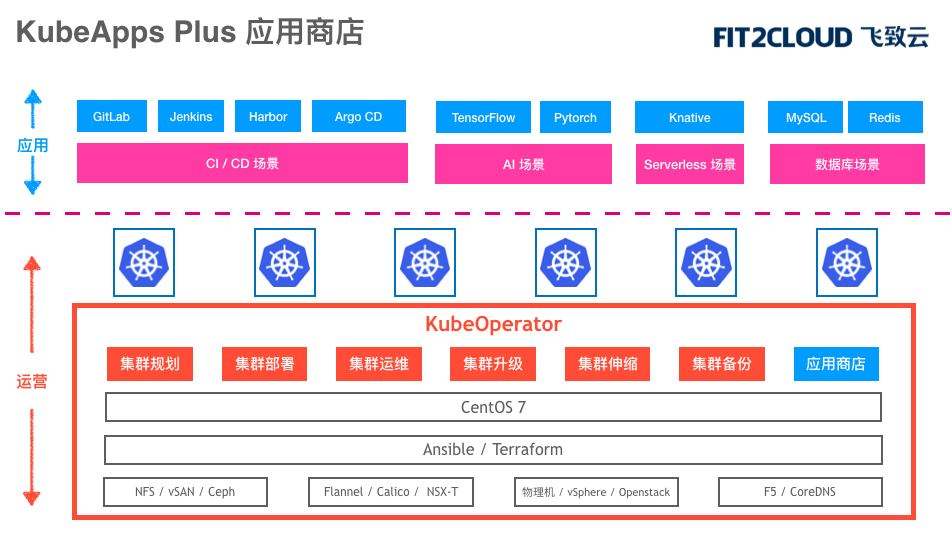 KubeApps Plus 应用商店
FIT2CLOUD 飞致云
应用
GitLab
Jenkins
Harbor
Argo CD
TensorFlow
Pytorch
Knative
MySQL
Redis
CI / CD 场景
AI 场景
Serverless 场景
数据库场景
运营
KubeOperator
集群规划
集群部署
集群运维
集群升级
集群伸缩
集群备份
应用商店
CentOS 7
Ansible / Terraform
NFS / vSAN / Ceph
Flannel / Calico / NSX-T
物理机 / vSphere / Openstack
F5 / CoreDNS